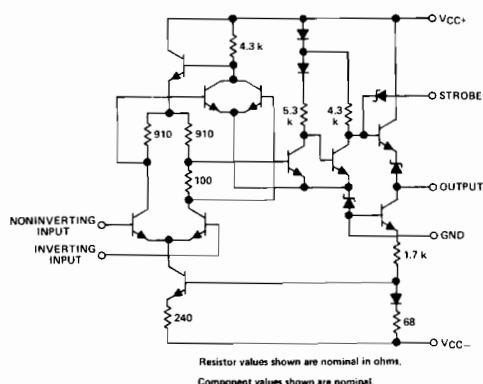 VCC+
4.3 k
STROBE
5.3 k
4.3 k
910
910
100
NONINVERTING INPUT
INVERTING INPUT
OUTPUT
GND
1.7 k
240
68
VCC−
Resistor values shown are nominal in ohms.
Component values shown are nominal.